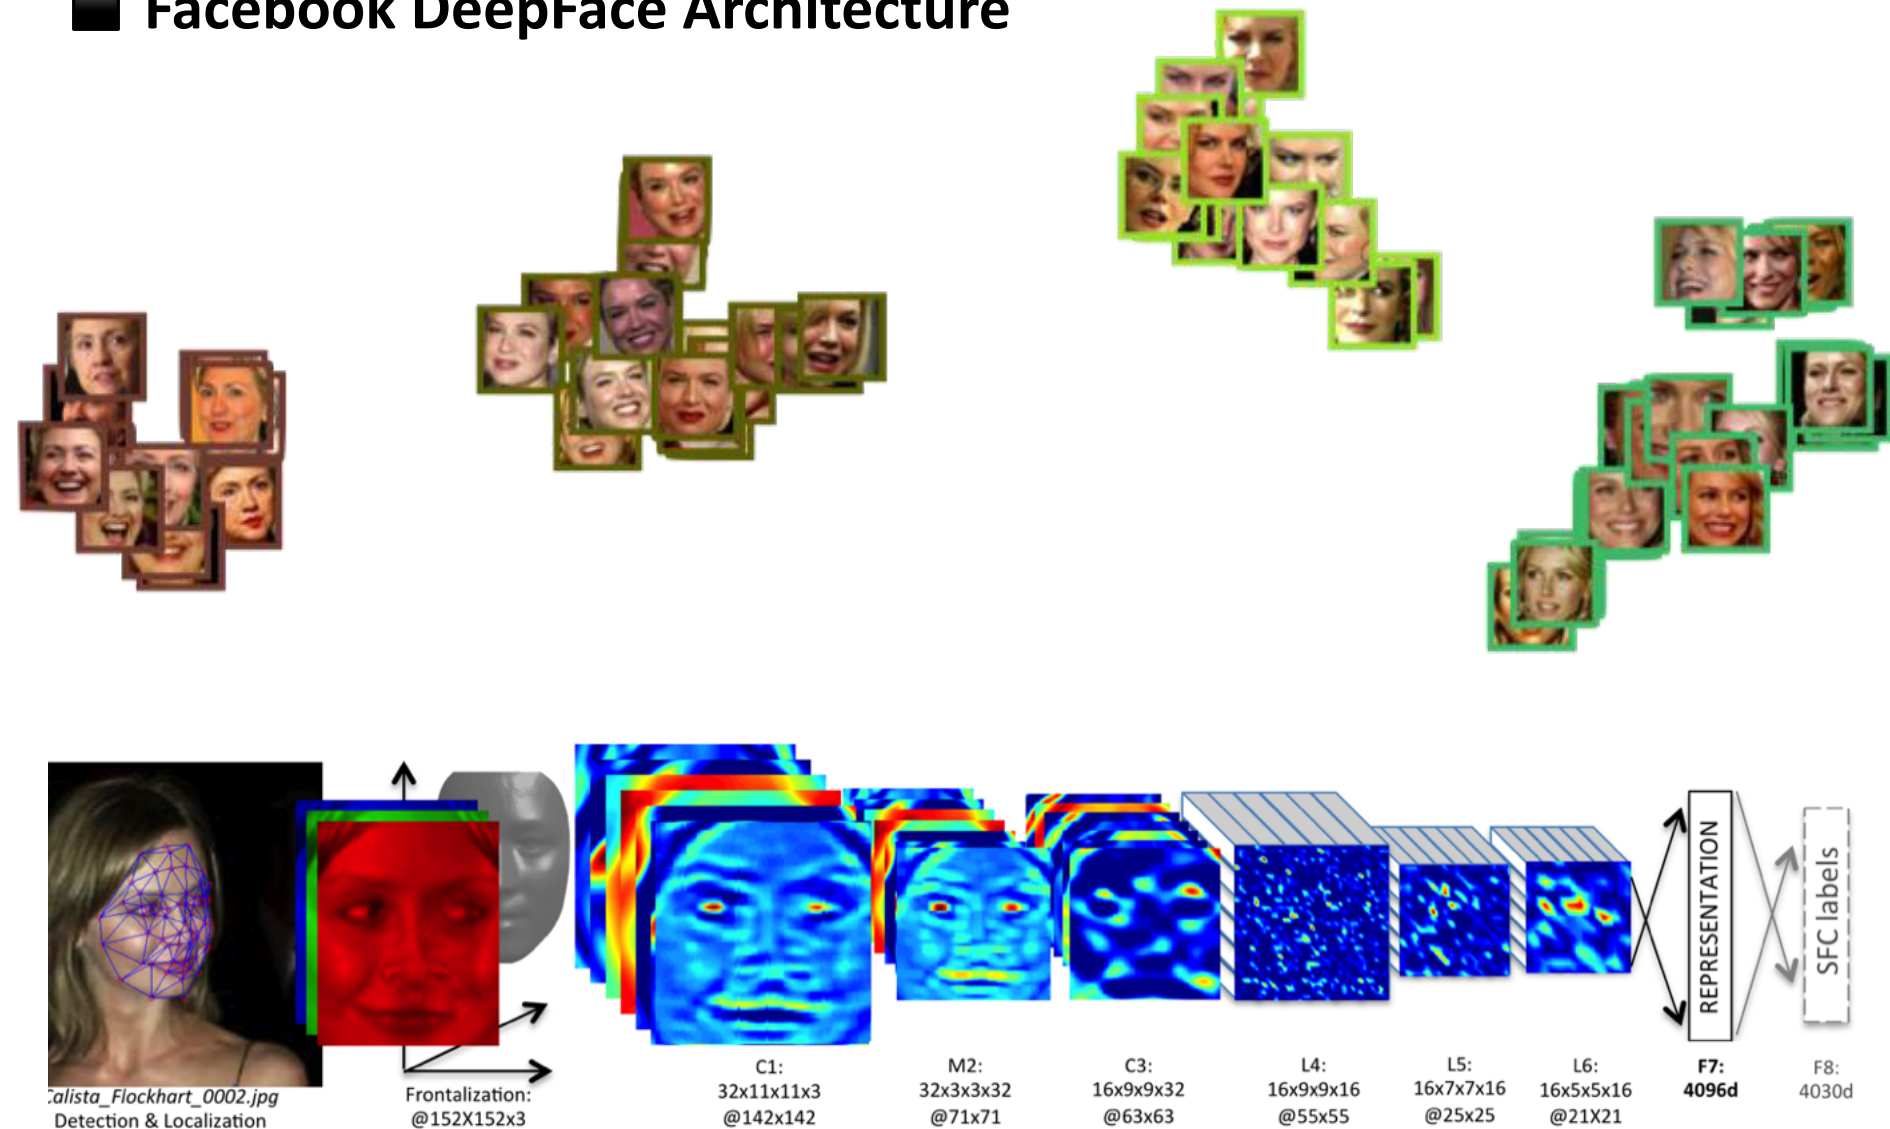 Facebook DeepFace Architecture
Calista_Flockhart_0002.jpg
Detection & Localization
Frontalization:
@152X152x3
C1:
32x11x11x3
@142x142
M2:
32x3x3x32
@71x71
C3:
16x9x9x32
@63x63
L4:
16x9x9x16
@55x55
L5:
16x7x7x16
@25x25
L6:
16x5x5x16
@21X21
REPRESENTATION
F7:
4096d
SFC labels
F8:
4030d